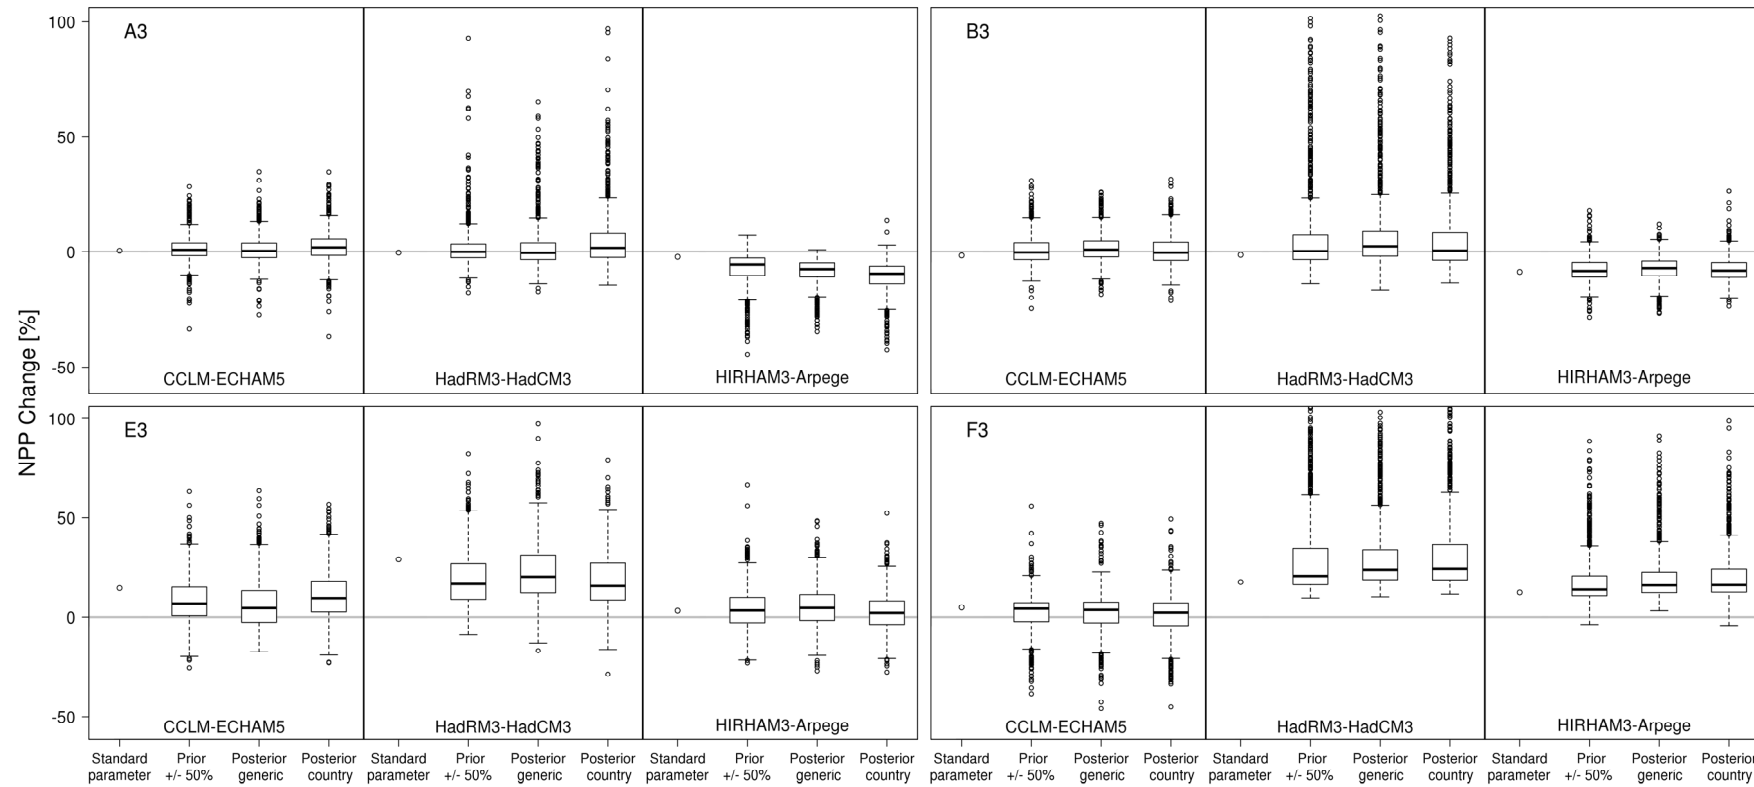 NPP Change [%]
100
50
0
-50
A3
CCLM-ECHAM5
HadRM3-HadCM3
HIRHAM3-Arpege
B3
CCLM-ECHAM5
HadRM3-HadCM3
HIRHAM3-Arpege
100
50
0
-50
E3
CCLM-ECHAM5
HadRM3-HadCM3
HIRHAM3-Arpege
F3
CCLM-ECHAM5
HadRM3-HadCM3
HIRHAM3-Arpege
Standard
parameter
Prior
+/- 50%
Posterior
generic
Posterior
country
Standard
parameter
Prior
+/- 50%
Posterior
generic
Posterior
country
Standard
parameter
Prior
+/- 50%
Posterior
generic
Posterior
country
Standard
parameter
Prior
+/- 50%
Posterior
generic
Posterior
country
Standard
parameter
Prior
+/- 50%
Posterior
generic
Posterior
country
Standard
parameter
Prior
+/- 50%
Posterior
generic
Posterior
country